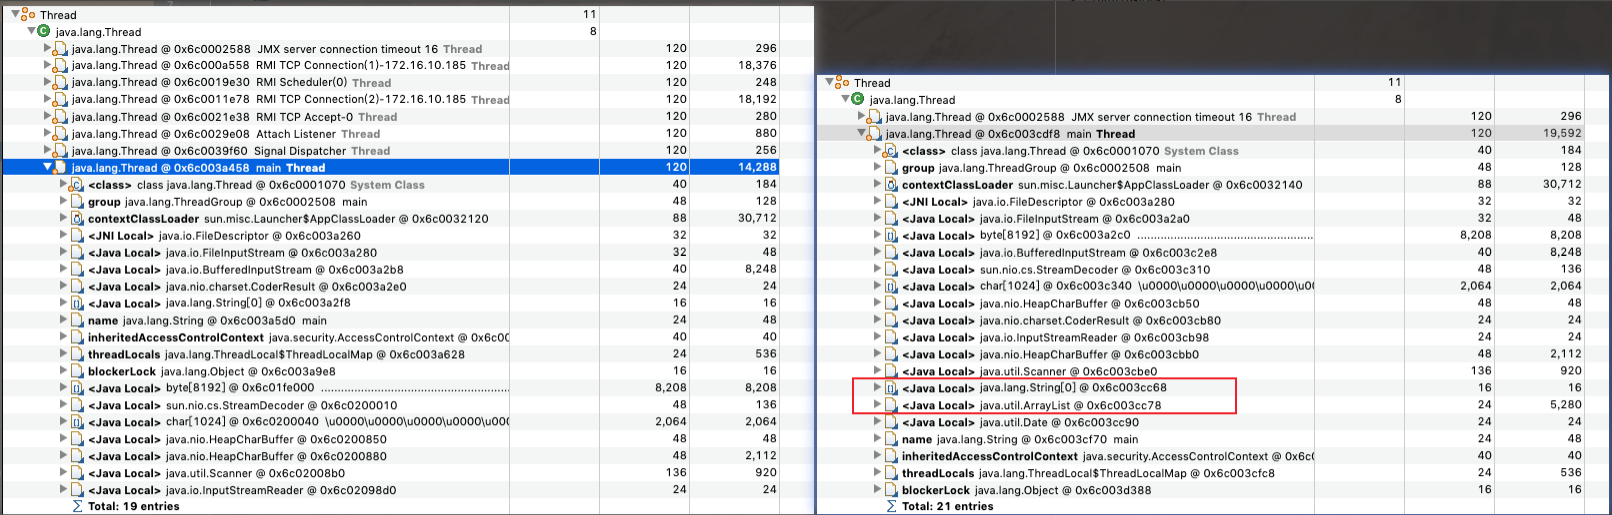 Thread 11
java.lang.Thread 8
java.lang.Thread @ 0x6c0002588 JMX server connection timeout 16 Thread 120 296
java.lang.Thread @ 0x6c000a558 RMI TCP Connection(1)-172.16.10.185 Thread 120 18,376
java.lang.Thread @ 0x6c0019e30 RMI Scheduler(0) Thread 120 248
java.lang.Thread @ 0x6c0011e78 RMI TCP Connection(2)-172.16.10.185 Thread 120 18,192
java.lang.Thread @ 0x6c0021e38 RMI TCP Accept-0 Thread 120 280
java.lang.Thread @ 0x6c0029e08 Attach Listener Thread 120 880
java.lang.Thread @ 0x6c0039f60 Signal Dispatcher Thread 120 256
java.lang.Thread @ 0x6c003a458 main Thread 120 14,288
<class> class java.lang.Thread @ 0x6c0001070 System Class 40 184
group java.lang.ThreadGroup @ 0x6c0002508 main 48 128
contextClassLoader sun.misc.Launcher$AppClassLoader @ 0x6c0032120 88 30,712
<JNI Local> java.io.FileDescriptor @ 0x6c003a260 32 32
<Java Local> java.io.FileInputStream @ 0x6c003a280 32 48
<Java Local> java.io.BufferedInputStream @ 0x6c003a2b8 40 8,248
<Java Local> java.nio.charset.CoderResult @ 0x6c003a2e0 24 24
<Java Local> java.lang.String[0] @ 0x6c003a2f8 16 16
name java.lang.String @ 0x6c003a5d0 main 24 48
inheritedAccessControlContext java.security.AccessControlContext @ 0x6c00 40 40
threadLocals java.lang.ThreadLocal$ThreadLocalMap @ 0x6c003a628 24 536
blockerLock java.lang.Object @ 0x6c003a9e8 16 16
<Java Local> byte[8192] @ 0x6c01fe000 ................................................ 8,208 8,208
<Java Local> sun.nio.cs.StreamDecoder @ 0x6c0200010 48 136
<Java Local> char[1024] @ 0x6c0200040 \u0000\u0000\u0000\u0000\u00 2,064 2,064
<Java Local> java.nio.HeapCharBuffer @ 0x6c0200850 48 48
<Java Local> java.nio.HeapCharBuffer @ 0x6c0200880 48 2,112
<Java Local> java.util.Scanner @ 0x6c02008b0 136 920
<Java Local> java.io.InputStreamReader @ 0x6c02098d0 24 24
Total: 19 entries
Thread 11
java.lang.Thread 8
java.lang.Thread @ 0x6c0002588 JMX server connection timeout 16 Thread 120 296
java.lang.Thread @ 0x6c003cdf8 main Thread 120 19,592
<class> class java.lang.Thread @ 0x6c0001070 System Class 40 184
group java.lang.ThreadGroup @ 0x6c0002508 main 48 128
contextClassLoader sun.misc.Launcher$AppClassLoader @ 0x6c0032140 88 30,712
<JNI Local> java.io.FileDescriptor @ 0x6c003a280 32 32
<Java Local> java.io.FileInputStream @ 0x6c003a2a0 32 48
<Java Local> byte[8192] @ 0x6c003a2c0 ................................................ 8,208 8,208
<Java Local> java.io.BufferedInputStream @ 0x6c003c2e8 40 8,248
<Java Local> sun.nio.cs.StreamDecoder @ 0x6c003c310 48 136
<Java Local> char[1024] @ 0x6c003c340 \u0000\u0000\u0000\u0000\u00 2,064 2,064
<Java Local> java.nio.HeapCharBuffer @ 0x6c003cb50 48 48
<Java Local> java.nio.charset.CoderResult @ 0x6c003cb80 24 24
<Java Local> java.io.InputStreamReader @ 0x6c003cb98 24 24
<Java Local> java.nio.HeapCharBuffer @ 0x6c003cbb0 48 2,112
<Java Local> java.util.Scanner @ 0x6c003cbe0 136 920
<Java Local> java.lang.String[0] @ 0x6c003cc68 16 16
<Java Local> java.util.ArrayList @ 0x6c003cc78 24 5,280
<Java Local> java.util.Date @ 0x6c003cc90 24 24
name java.lang.String @ 0x6c003cf70 main 24 48
inheritedAccessControlContext java.security.AccessControlContext @ 0x6c0 40 40
threadLocals java.lang.ThreadLocal$ThreadLocalMap @ 0x6c003cfc8 24 536
blockerLock java.lang.Object @ 0x6c003d388 16 16
Total: 21 entries